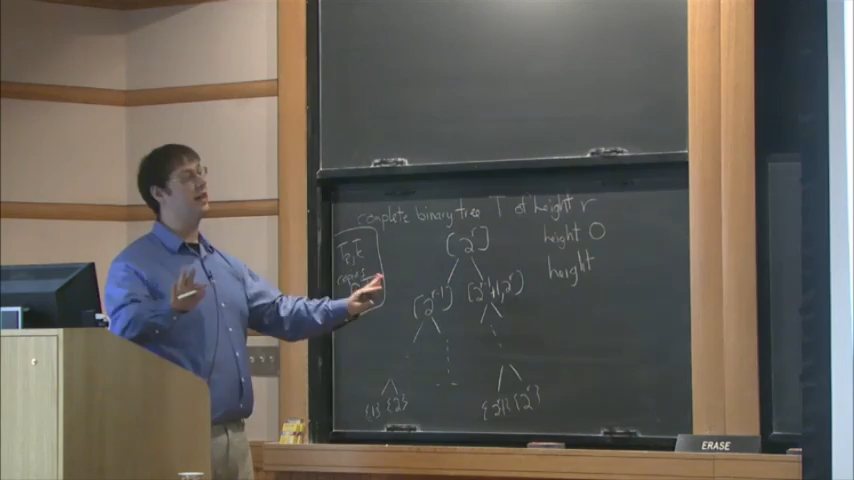 complete binary tree T of height r
[2^r]
height 0
height
[2^{r-1}]
[2^{r-1}+1, 2^r]
{1} {2}
{2^r}
ERASE